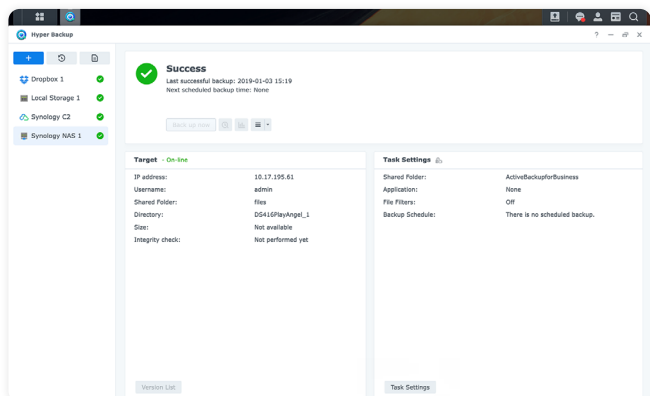 Hyper Backup
?
+
Dropbox 1
Local Storage 1
Synology C2
Synology NAS 1
Success
Last successful backup: 2019-01-03 15:19
Next scheduled backup time: None
Back up now
Target - On-line
IP address: 10.17.195.61
Username: admin
Shared Folder: files
Directory: DS416PlayAngel_1
Size: Not available
Integrity check: Not performed yet
Version List
Task Settings
Shared Folder: ActiveBackupforBusiness
Application: None
File Filters: Off
Backup Schedule: There is no scheduled backup.
Task Settings